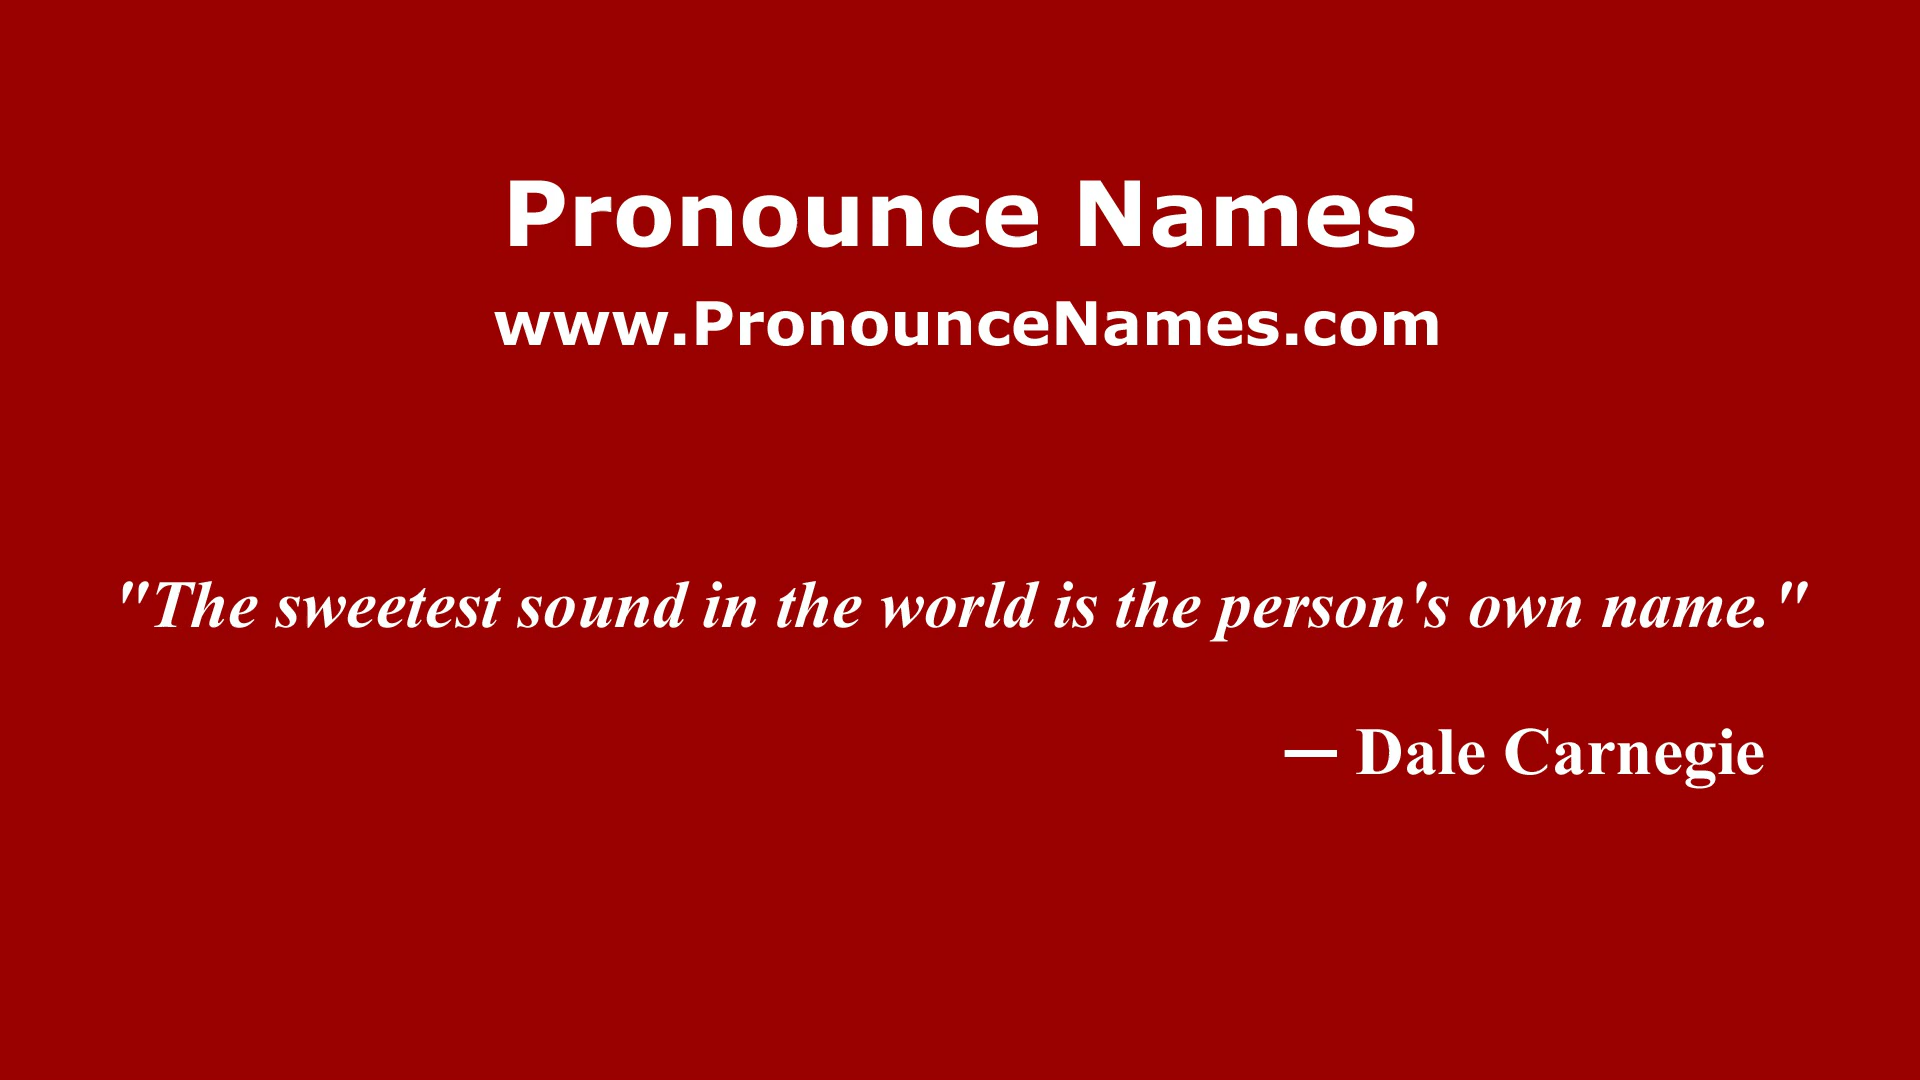 Pronounce Names
www.PronounceNames.com
"The sweetest sound in the world is the person's own name."
— Dale Carnegie